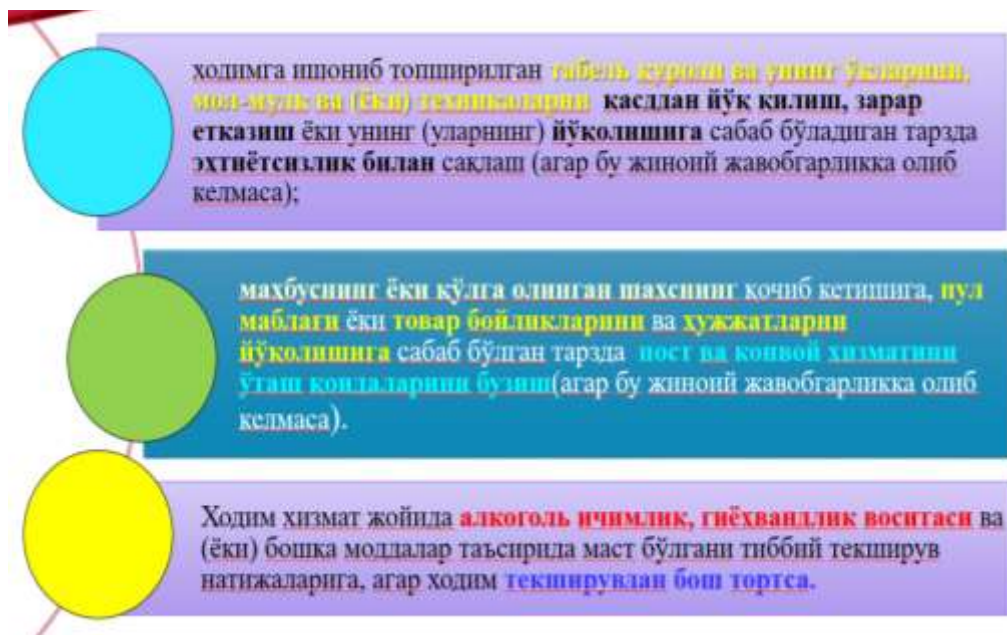 ходимга ишониб топширилган табель қуроли ва унинг ўқларини,
мол-мулк ва (ёки) техникаларни қасддан йўқ қилиш, зарар
етказиш ёки унинг (уларнинг) йўқолишига сабаб бўладиган тарзда
эҳтиётсизлик билан сақлаш (агар бу жиноий жавобгарликка олиб
келмаса);
маҳбуснинг ёки қўлга олинган шахснинг қочиб кетишига, пул
маблағи ёки товар бойликларини ва ҳужжатларни
йўқолишига сабаб бўлган тарзда пост ва конвой хизматини
ўташ қоидаларини бузиш(агар бу жиноий жавобгарликка олиб
келмаса).
Ходим хизмат жойида алкоголь ичимлик, гиёҳвандлик воситаси ва
(ёки) бошка моддалар таъсирида маст бўлгани тиббий текширув
натижаларига, агар ходим текширувдан бош тортса.